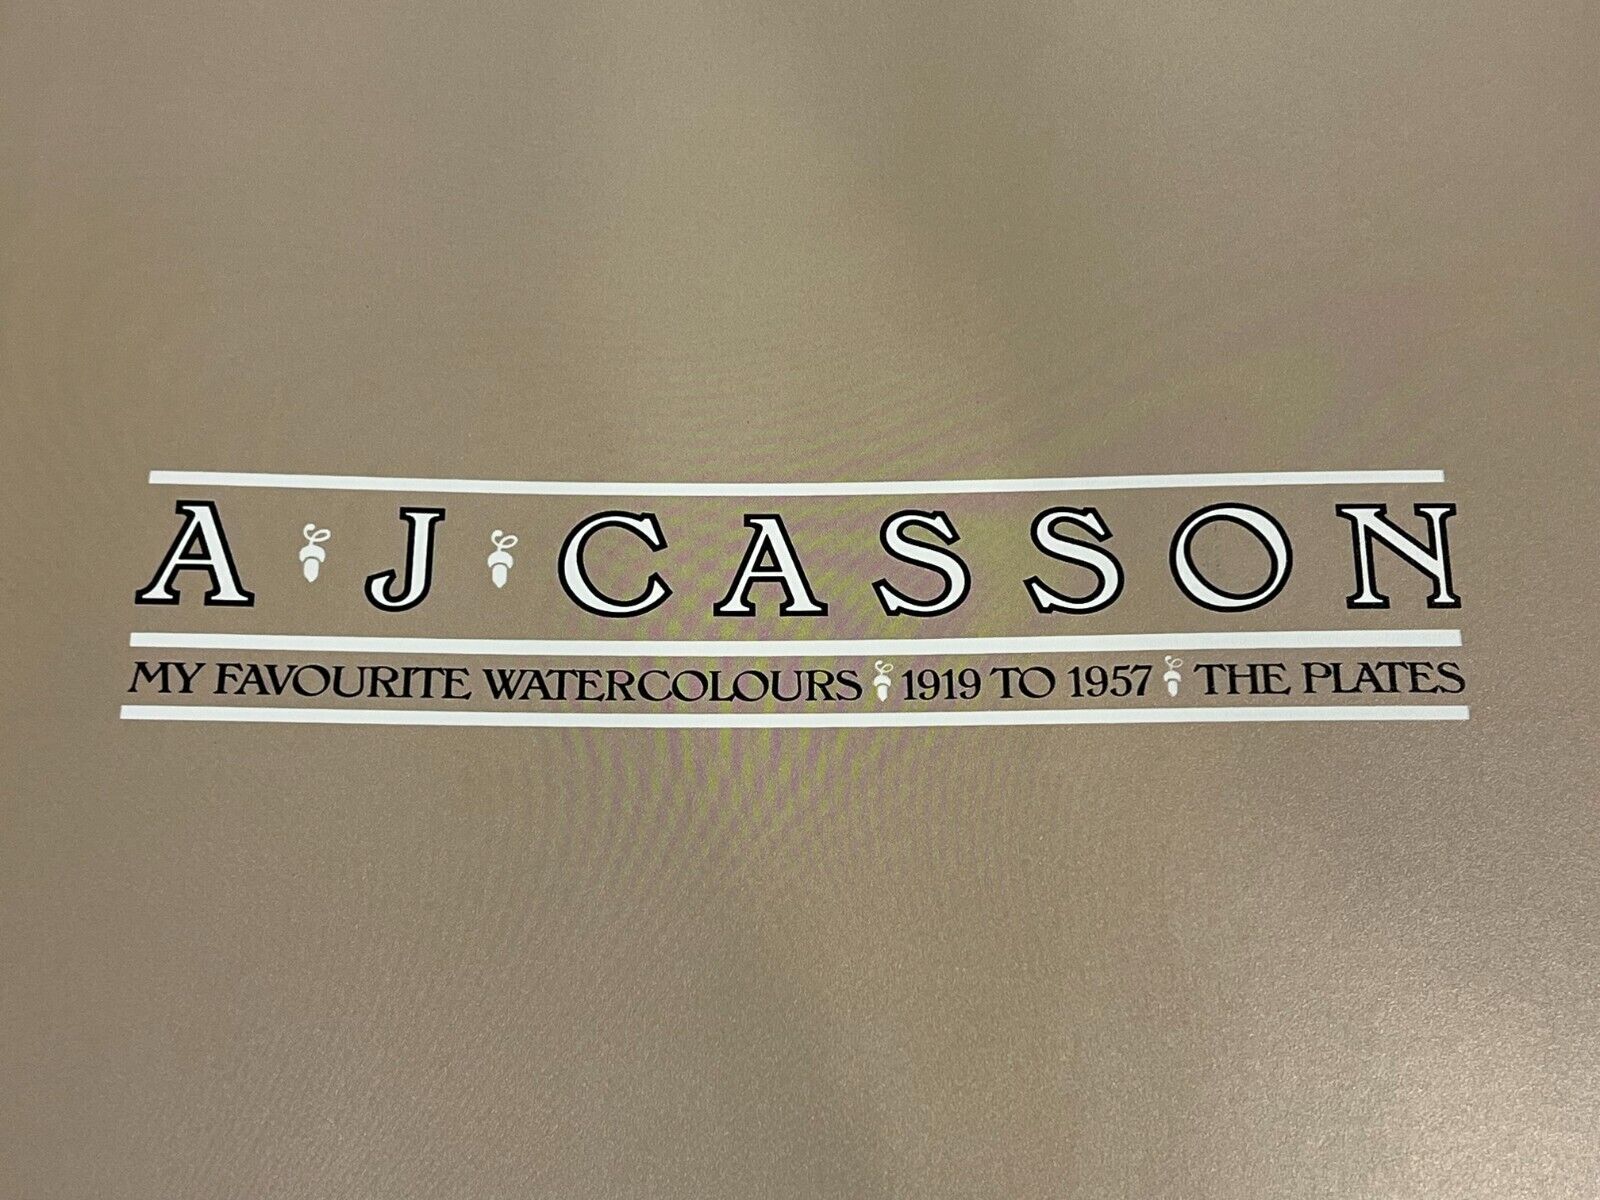 A J CASSON
MY FAVOURITE WATERCOLOURS 1919 TO 1957 THE PLATES